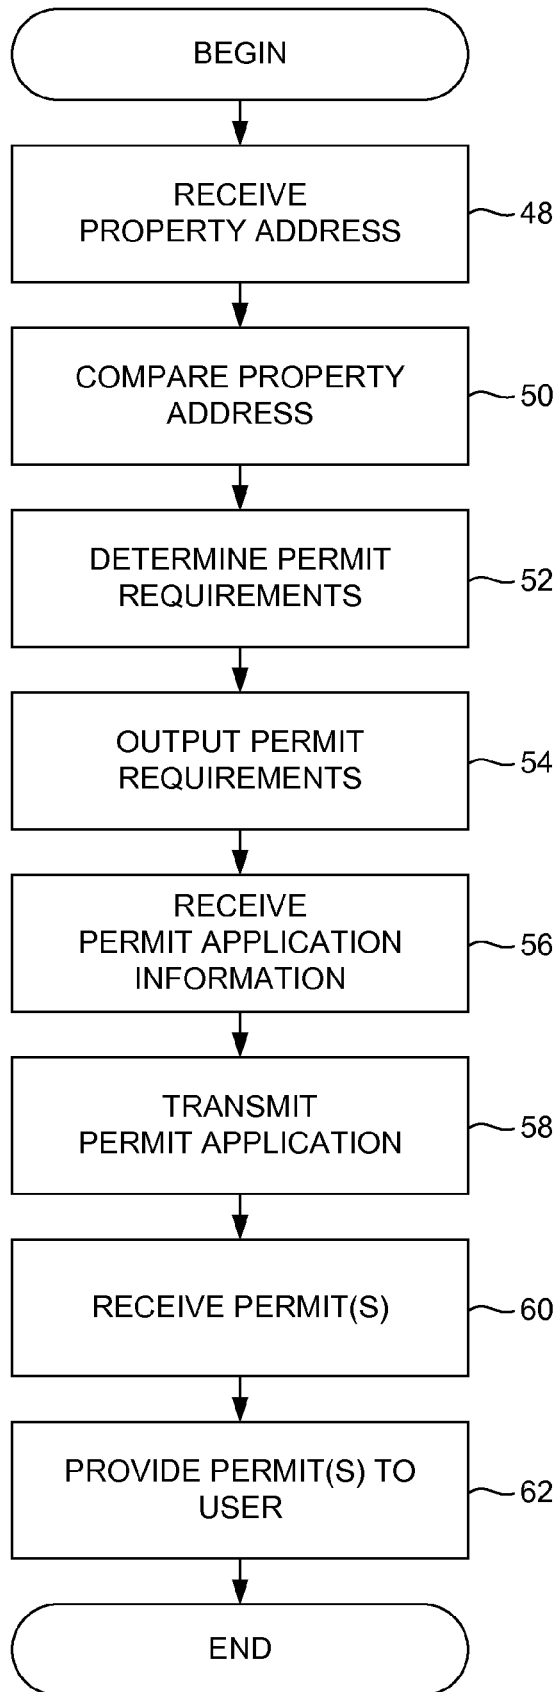 BEGIN
RECEIVE
PROPERTY ADDRESS
48
COMPARE PROPERTY
ADDRESS
50
DETERMINE PERMIT
REQUIREMENTS
52
OUTPUT PERMIT
REQUIREMENTS
54
RECEIVE
PERMIT APPLICATION
INFORMATION
56
TRANSMIT
PERMIT APPLICATION
58
RECEIVE PERMIT(S)
60
PROVIDE PERMIT(S) TO
USER
62
END